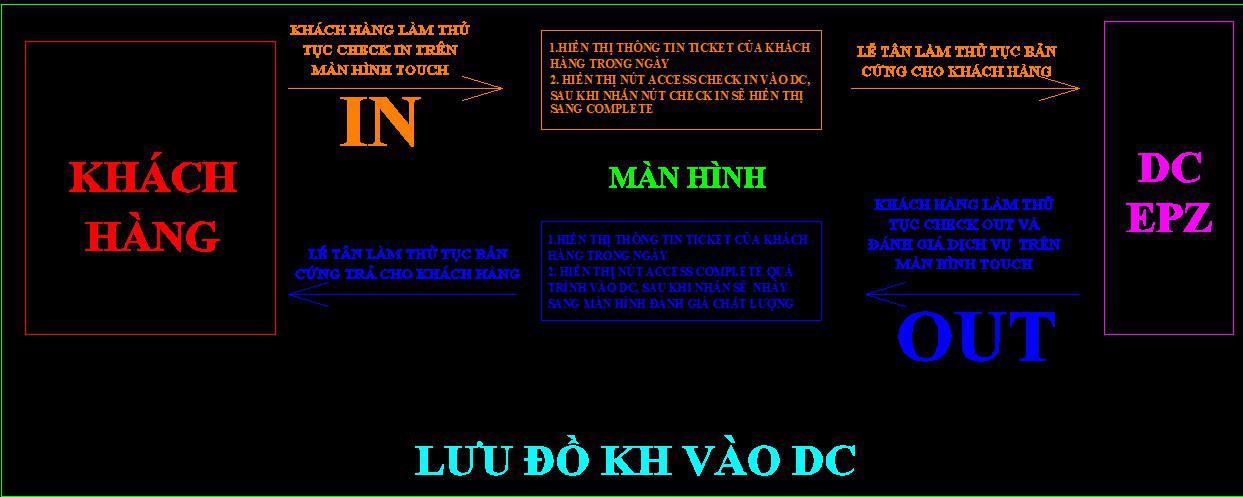 KHÁCH HÀNG LÀM THỦ
TỤC CHECK IN TRÊN
MÀN HÌNH TOUCH
IN
1.HIỂN THỊ THÔNG TIN TICKET CỦA KHÁCH
HÀNG TRONG NGÀY
2. HIỂN THỊ NÚT ACCESS CHECK IN VÀO DC,
SAU KHI NHẤN NÚT CHECK IN SẼ HIỂN THỊ
SANG COMPLETE
LỄ TÂN LÀM THỦ TỤC BẢN
CỨNG CHO KHÁCH HÀNG
KHÁCH
HÀNG
MÀN HÌNH
DC
EPZ
LỄ TÂN LÀM THỦ TỤC BẢN
CỨNG TRẢ CHO KHÁCH HÀNG
1.HIỂN THỊ THÔNG TIN TICKET CỦA KHÁCH
HÀNG TRONG NGÀY
2. HIỂN THỊ NÚT ACCESS COMPLETE QUÁ
TRÌNH VÀO DC, SAU KHI NHẤN SẼ NHẢY
SANG MÀN HÌNH ĐÁNH GIÁ CHẤT LƯỢNG
KHÁCH HÀNG LÀM THỦ
TỤC CHECK OUT VÀ
ĐÁNH GIÁ DỊCH VỤ TRÊN
MÀN HÌNH TOUCH
OUT
LƯU ĐỒ KH VÀO DC